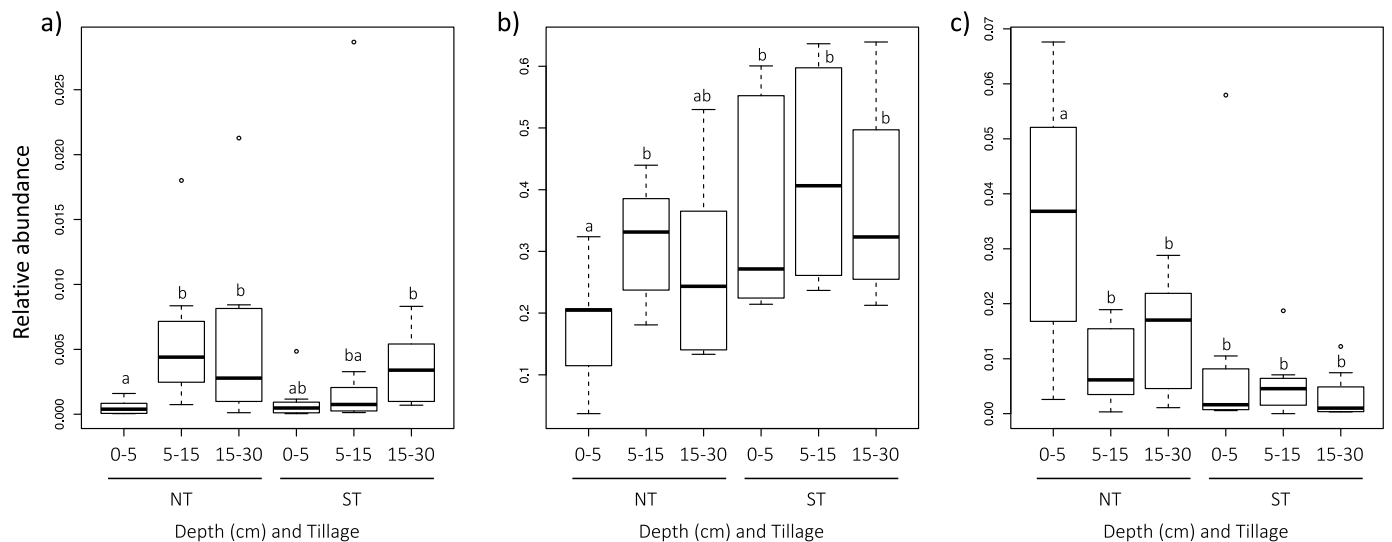 a)
Relative abundance
0.025
0.020
0.015
0.010
0.005
0.000
a
b
b
ab
ba
b
0-5 5-15 15-30 0-5 5-15 15-30
NT ST
Depth (cm) and Tillage
b)
0.6
0.5
0.4
0.3
0.2
0.1
a
b
ab
b
b
b
0-5 5-15 15-30 0-5 5-15 15-30
NT ST
Depth (cm) and Tillage
c)
0.07
0.06
0.05
0.04
0.03
0.02
0.01
0.00
a
b
b
b
b
b
0-5 5-15 15-30 0-5 5-15 15-30
NT ST
Depth (cm) and Tillage